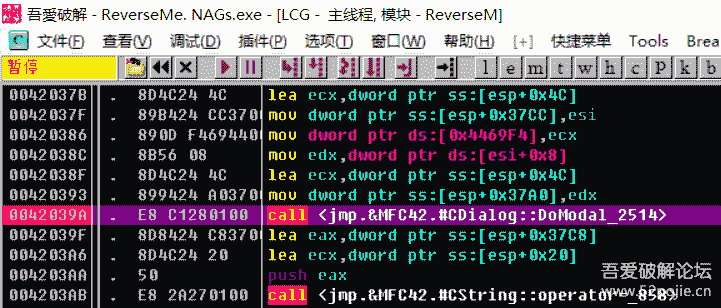 吾爱破解 - ReverseMe. NAGs.exe - [LCG - 主线程, 模块 - ReverseM]
C 文件(F) 查看(V) 调试(D) 插件(P) 选项(T) 窗口(W) 帮助(H) [+] 快捷菜单 Tools Brea
暂停 l e m t w h c p k b
0042037B . 8D4C24 4C lea ecx,dword ptr ss:[esp+0x4C]
0042037F . 89B424 CC3700 mov dword ptr ss:[esp+0x37CC],esi
00420386 . 890D F4694400 mov dword ptr ds:[0x4469F4],ecx
0042038C . 8B56 08 mov edx,dword ptr ds:[esi+0x8]
0042038F . 8D4C24 4C lea ecx,dword ptr ss:[esp+0x4C]
00420393 . 899424 A03700 mov dword ptr ss:[esp+0x37A0],edx
0042039A . E8 C1280100 call <jmp.&MFC42.#CDialog::DoModal_2514>
0042039F . 8D8424 C83700 lea eax,dword ptr ss:[esp+0x37C8]
004203A6 . 8D4C24 20 lea ecx,dword ptr ss:[esp+0x20]
004203AA . 50 push eax
004203AB . E8 2A270100 call <jmp.&MFC42.#CString::operator=_858>
吾爱破解论坛
www.52pojie.cn